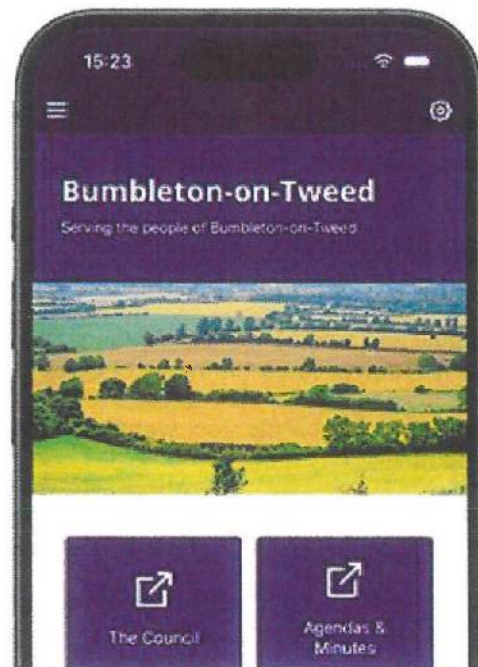 15:23
Bumbleton-on-Tweed
Serving the people of Bumbleton-on-Tweed
The Council
Agendas &
Minutes